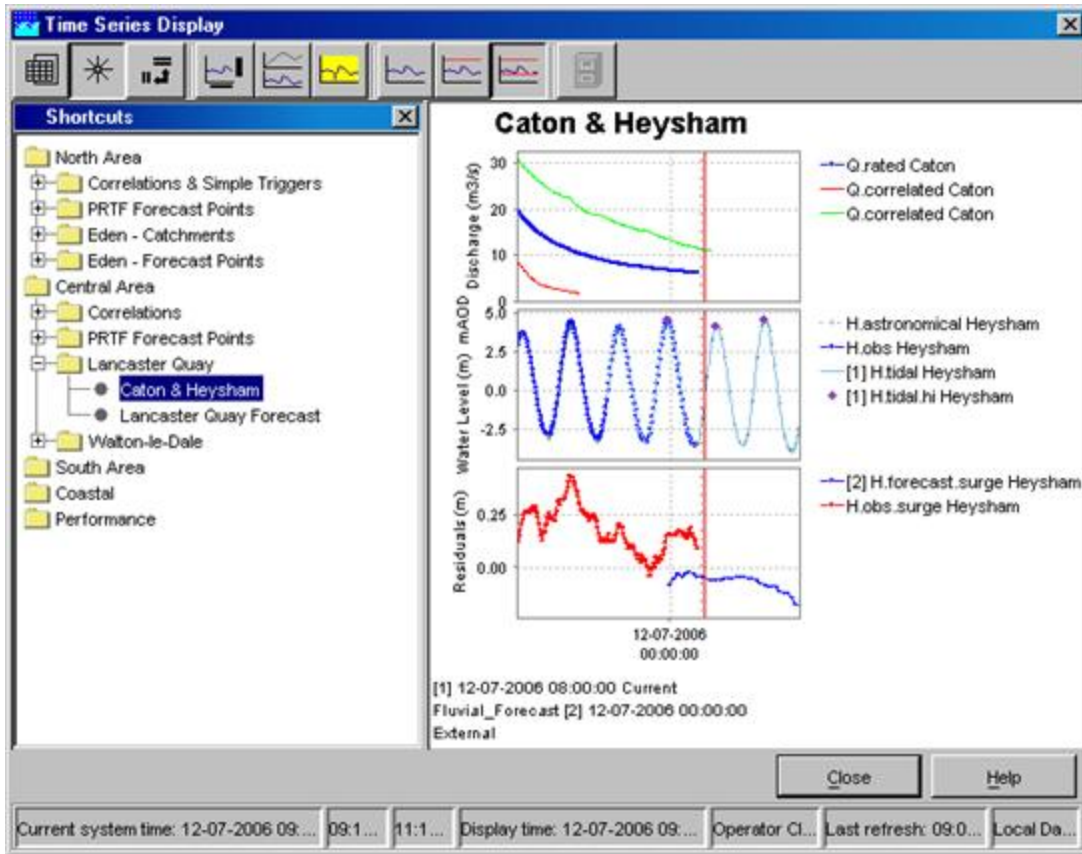 Time Series Display
Shortcuts
North Area
Correlations & Simple Triggers
PRTF Forecast Points
Eden - Catchments
Eden - Forecast Points
Central Area
Correlations
PRTF Forecast Points
Lancaster Quay
Caton & Heysham
Lancaster Quay Forecast
Walton-le-Dale
South Area
Coastal
Performance
Caton & Heysham
Discharge (m3/s)
30
20
10
0
Q.rated Caton
Q.correlated Caton
Q.correlated Caton
Water Level (m) mAOD
5.0
2.5
0.0
-2.5
H.astronomical Heysham
H.obs Heysham
[1] H.tidal Heysham
[1] H.tidal.hi Heysham
Residuals (m)
0.25
0.00
[2] H.forecast.surge Heysham
H.obs.surge Heysham
12-07-2006
00:00:00
[1] 12-07-2006 08:00:00 Current
Fluvial_Forecast [2] 12-07-2006 00:00:00
External
Close
Help
Current system time: 12-07-2006 09:...
09:1...
11:1...
Display time: 12-07-2006 09:...
Operator Cl...
Last refresh: 09:0...
Local Da...